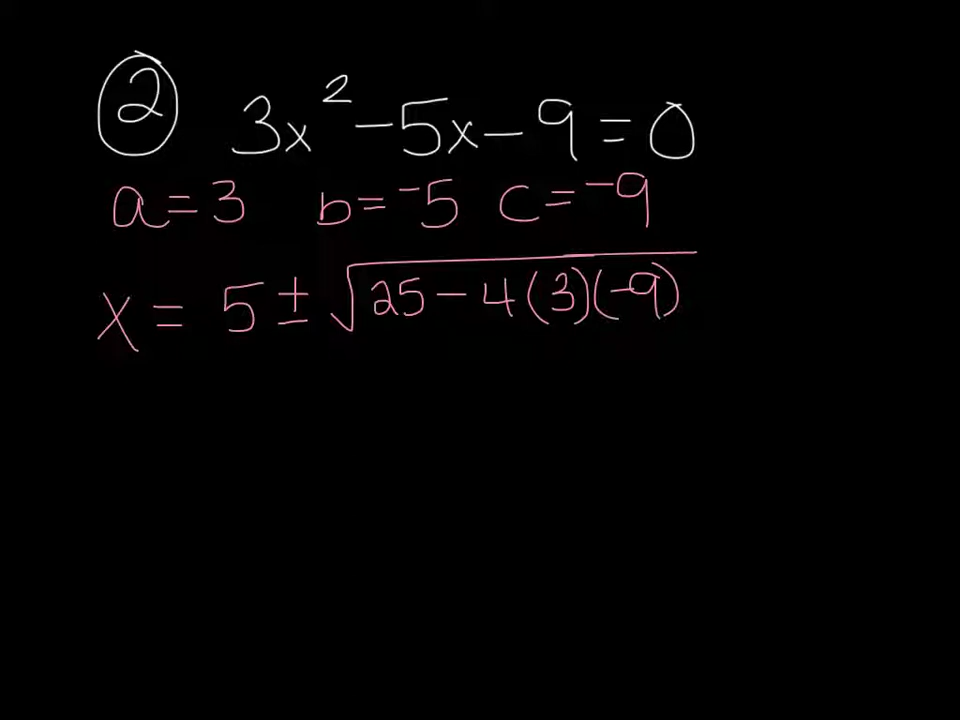 ② 3x² -5x - 9 = 0
a = 3 b = ⁻5 c = ⁻9
x = 5 ± √25 - 4(3)(-9)